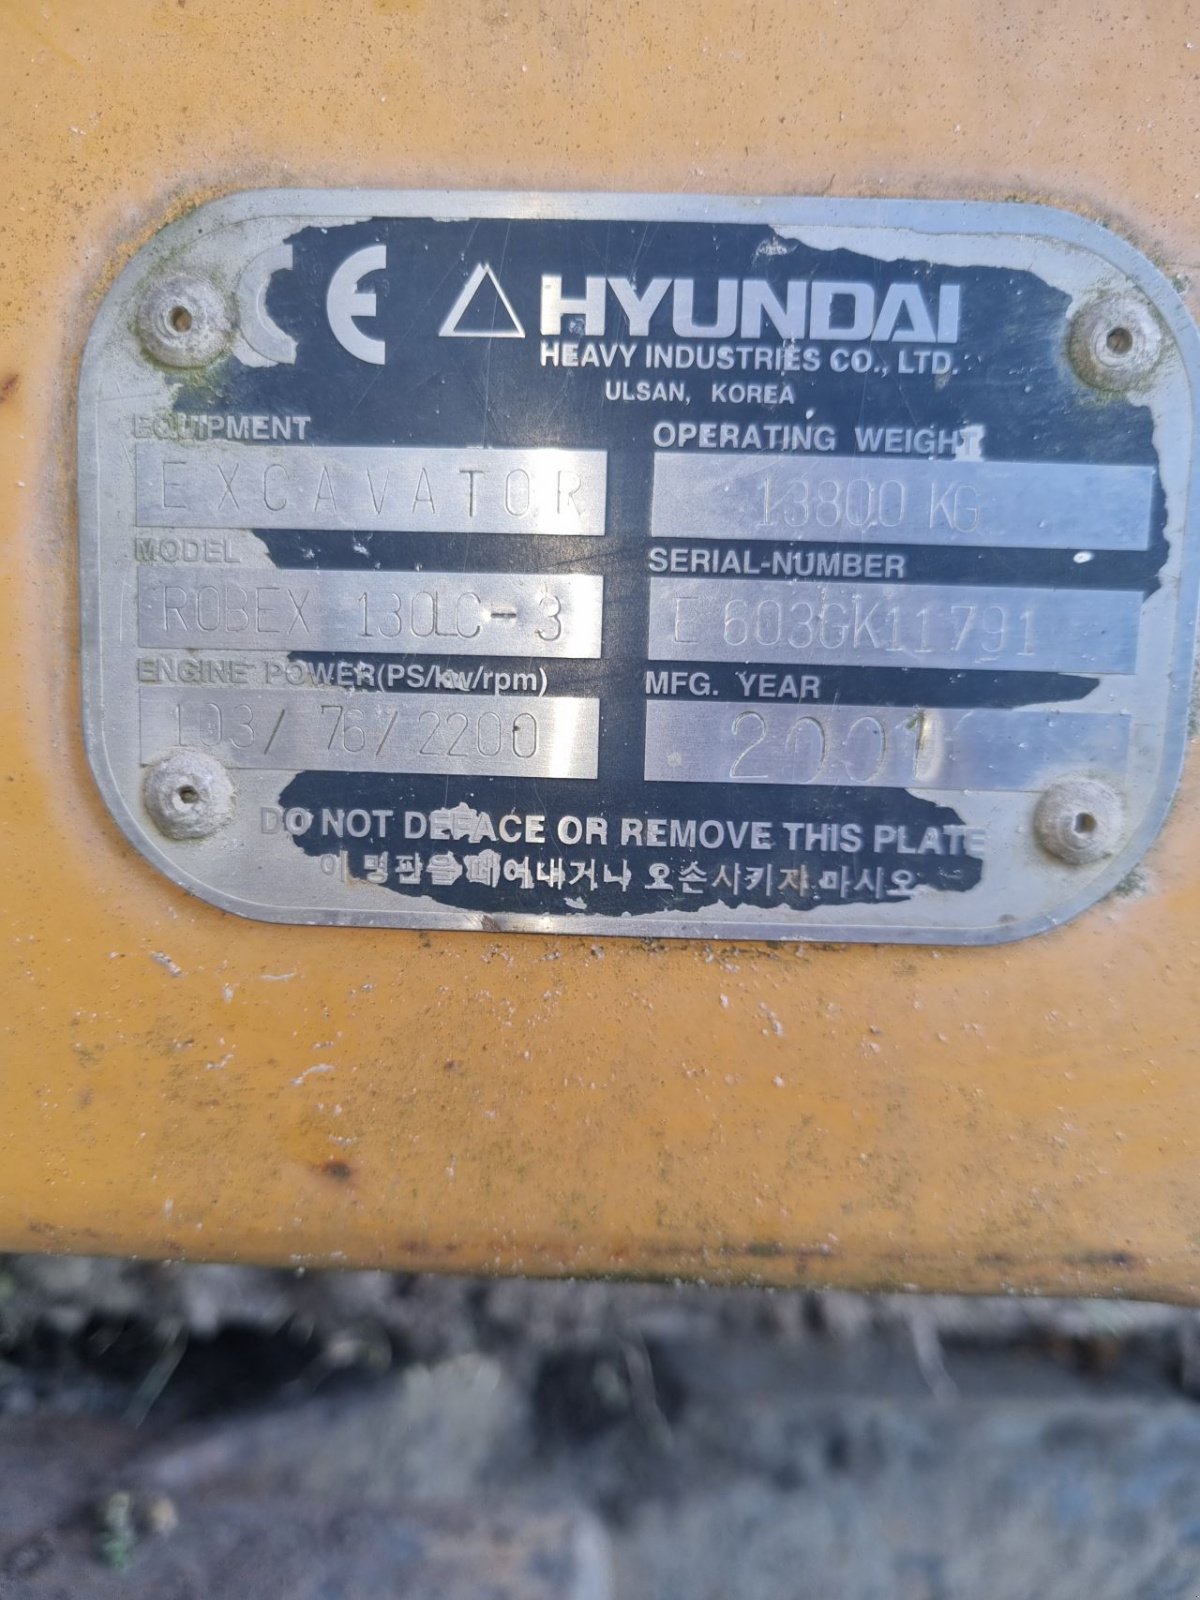 CE HYUNDAI
HEAVY INDUSTRIES CO., LTD.
ULSAN, KOREA
EQUIPMENT
EXCAVATOR
OPERATING WEIGHT
13800 KG
MODEL
ROBEX 130LC-3
SERIAL-NUMBER
E603GK11791
ENGINE POWER(PS/kw/rpm)
103/ 76/2200
MFG. YEAR
2001
DO NOT DEFACE OR REMOVE THIS PLATE
이 명판을 떼어내거나 오손시키지 마시오